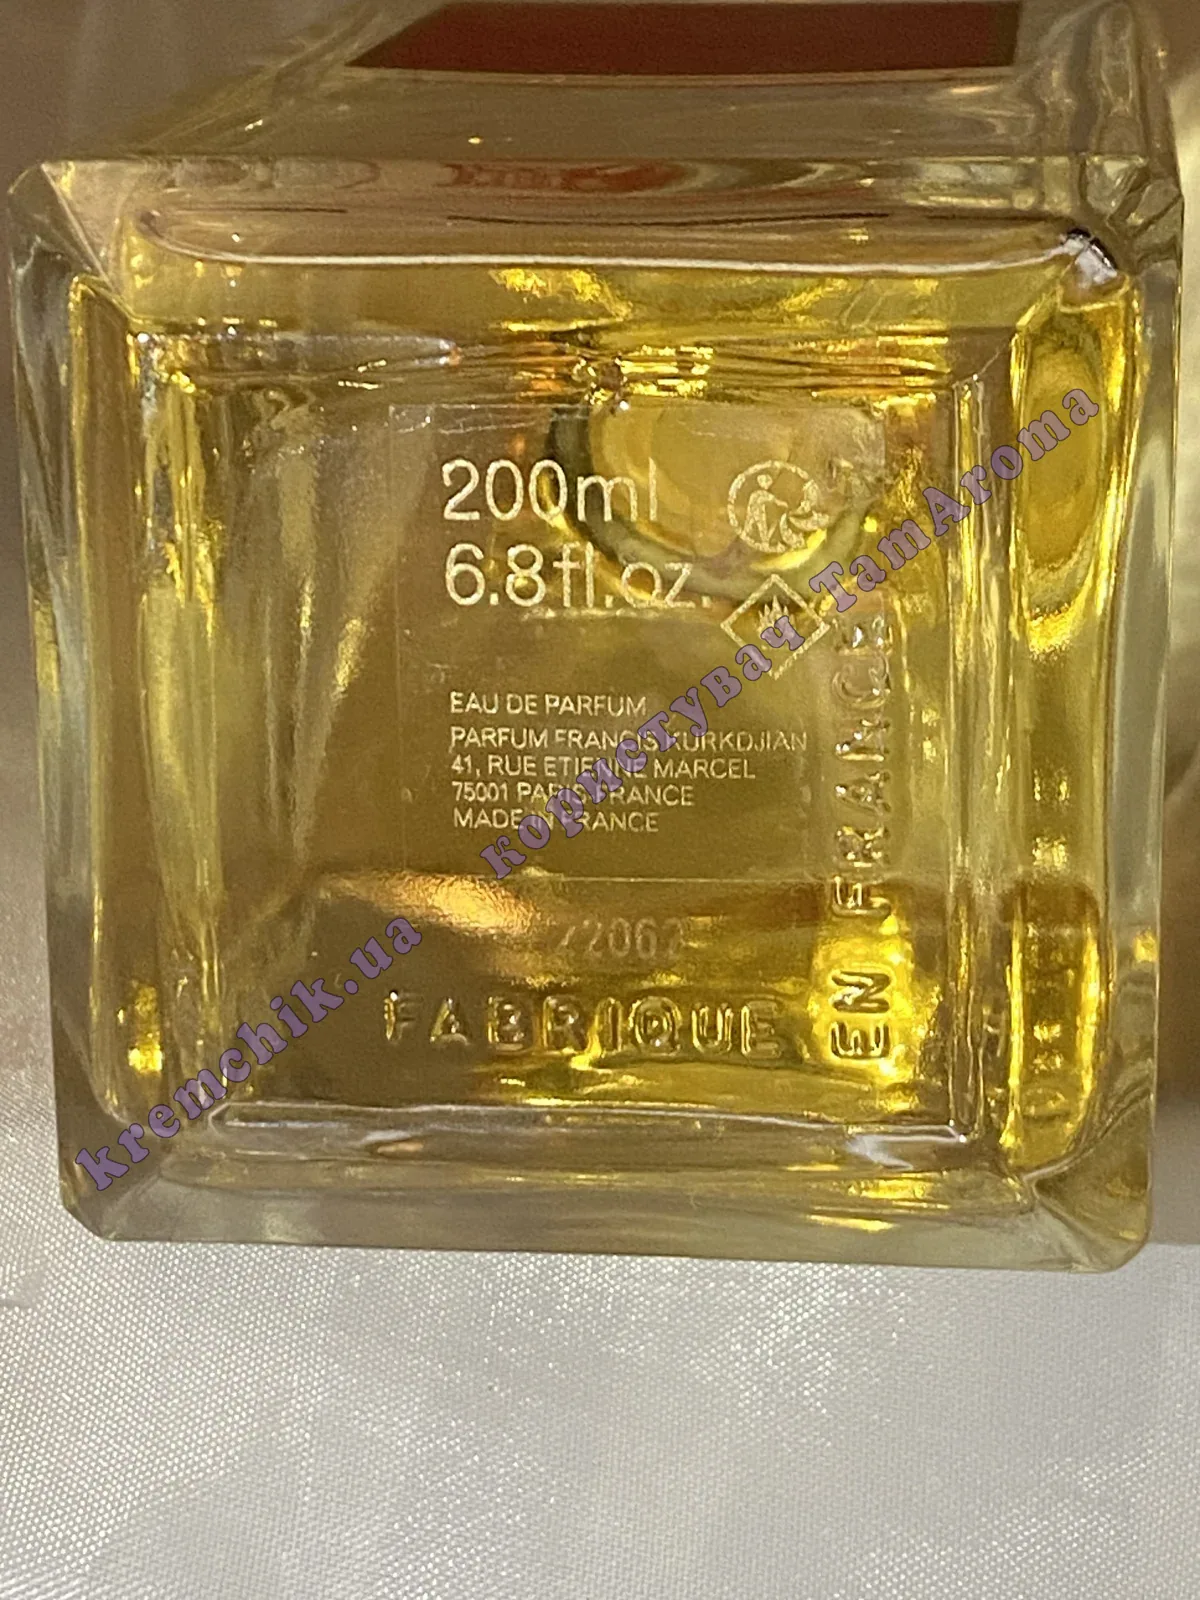 200ml
6.8fl.oz.
EAU DE PARFUM
PARFUM FRANCIS KURKDJIAN
41, RUE ETIENNE MARCEL
75001 PARIS FRANCE
MADE IN FRANCE
22062
FABRIQUE
EN FRANCE
kremchik.ua користувач TamAroma